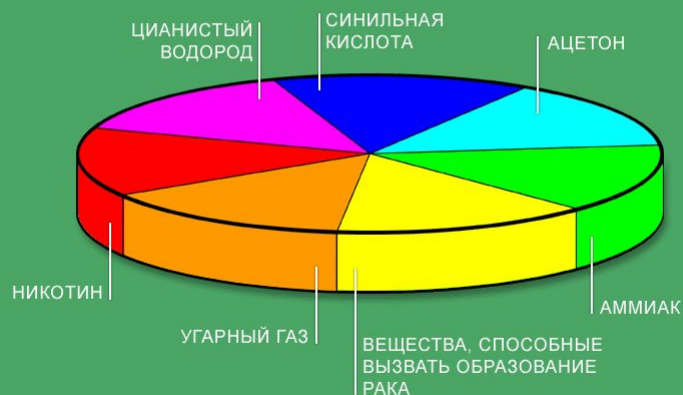 ЦИАНИСТЫЙ
ВОДОРОД
СИНИЛЬНАЯ
КИСЛОТА
АЦЕТОН
НИКОТИН
УГАРНЫЙ ГАЗ
ВЕЩЕСТВА, СПОСОБНЫЕ
ВЫЗВАТЬ ОБРАЗОВАНИЕ
РАКА
АММИАК